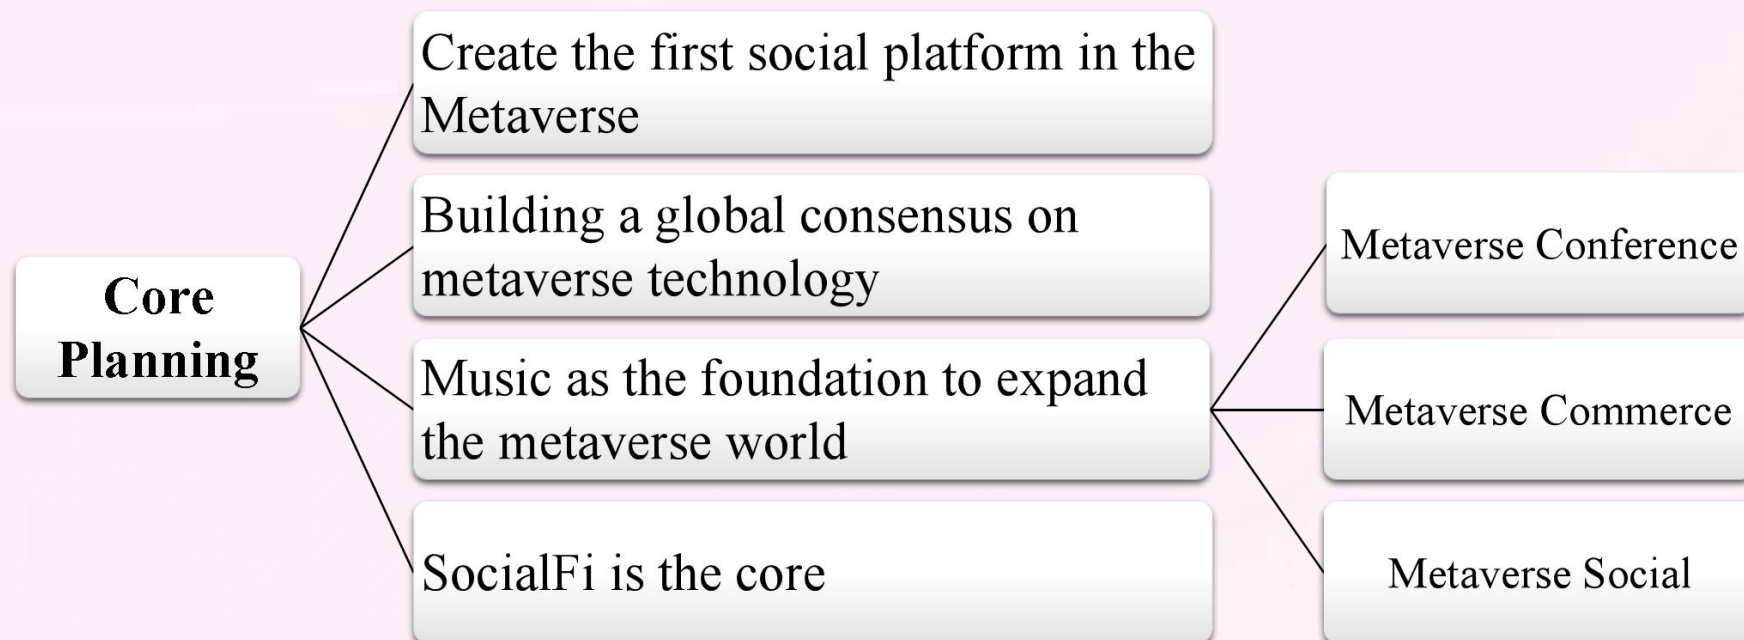 Core
Planning
Create the first social platform in the
Metaverse
Building a global consensus on
metaverse technology
Music as the foundation to expand
the metaverse world
SocialFi is the core
Metaverse Conference
Metaverse Commerce
Metaverse Social